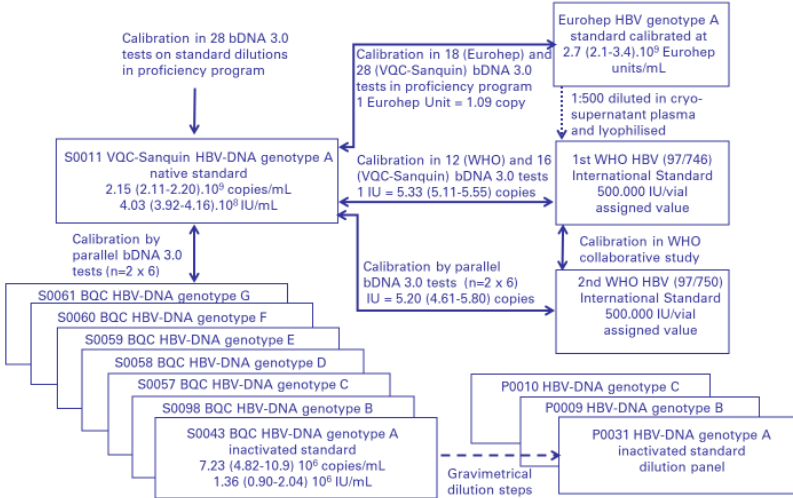 Calibration in 28 bDNA 3.0
tests on standard dilutions
in proficiency program
Calibration in 18 (Eurohep) and
28 (VQC-Sanquin) bDNA 3.0
tests in proficiency program
1 Eurohep Unit = 1.09 copy
Eurohep HBV genotype A
standard calibrated at
2.7 (2.1-3.4).10⁹ Eurohep
units/mL
1:500 diluted in cryo-
supernatant plasma
and lyophilised
S0011 VQC-Sanquin HBV-DNA genotype A
native standard
2.15 (2.11-2.20).10⁹ copies/mL
4.03 (3.92-4.16).10⁸ IU/mL
Calibration in 12 (WHO) and 16
(VQC-Sanquin) bDNA 3.0 tests
1 IU = 5.33 (5.11-5.55) copies
1st WHO HBV (97/746)
International Standard
500.000 IU/vial
assigned value
Calibration in WHO
collaborative study
Calibration by
parallel bDNA 3.0
tests (n=2 x 6)
Calibration by parallel
bDNA 3.0 tests (n=2 x 6)
IU = 5.20 (4.61-5.80) copies
2nd WHO HBV (97/750)
International Standard
500.000 IU/vial
assigned value
S0061 BQC HBV-DNA genotype G
S0060 BQC HBV-DNA genotype F
S0059 BQC HBV-DNA genotype E
S0058 BQC HBV-DNA genotype D
S0057 BQC HBV-DNA genotype C
S0098 BQC HBV-DNA genotype B
S0043 BQC HBV-DNA genotype A
inactivated standard
7.23 (4.82-10.9) 10⁶ copies/mL
1.36 (0.90-2.04) 10⁶ IU/mL
Gravimetrical
dilution steps
P0010 HBV-DNA genotype C
P0009 HBV-DNA genotype B
P0031 HBV-DNA genotype A
inactivated standard
dilution panel